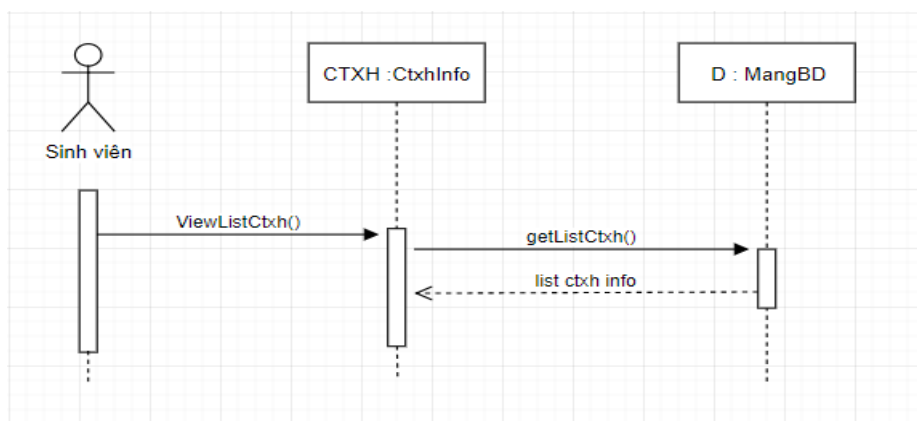 CTXH :CtxhInfo
D : MangBD
Sinh viên
ViewListCtxh()
getListCtxh()
list ctxh info